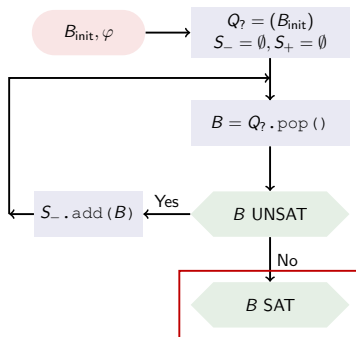 B_init, φ
Q_? = (B_init)
S_− = ∅, S_+ = ∅
B = Q_?.pop()
S_−.add(B)
Yes
B UNSAT
No
B SAT